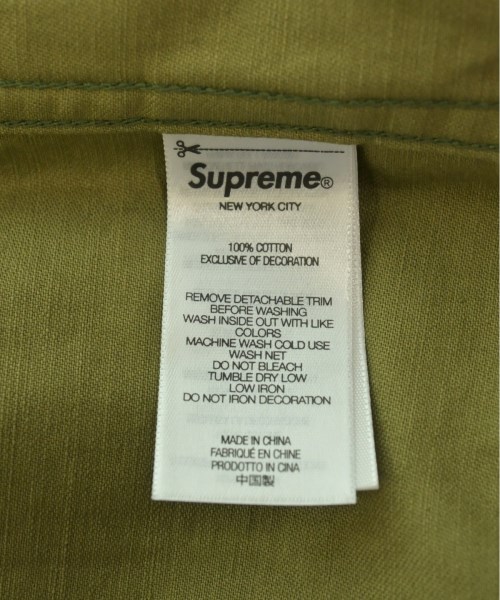 Supreme®
NEW YORK CITY
100% COTTON
EXCLUSIVE OF DECORATION
REMOVE DETACHABLE TRIM
BEFORE WASHING
WASH INSIDE OUT WITH LIKE
COLORS
MACHINE WASH COLD USE
WASH NET
DO NOT BLEACH
TUMBLE DRY LOW
LOW IRON
DO NOT IRON DECORATION
MADE IN CHINA
FABRIQUÉ EN CHINE
PRODOTTO IN CINA
中国製